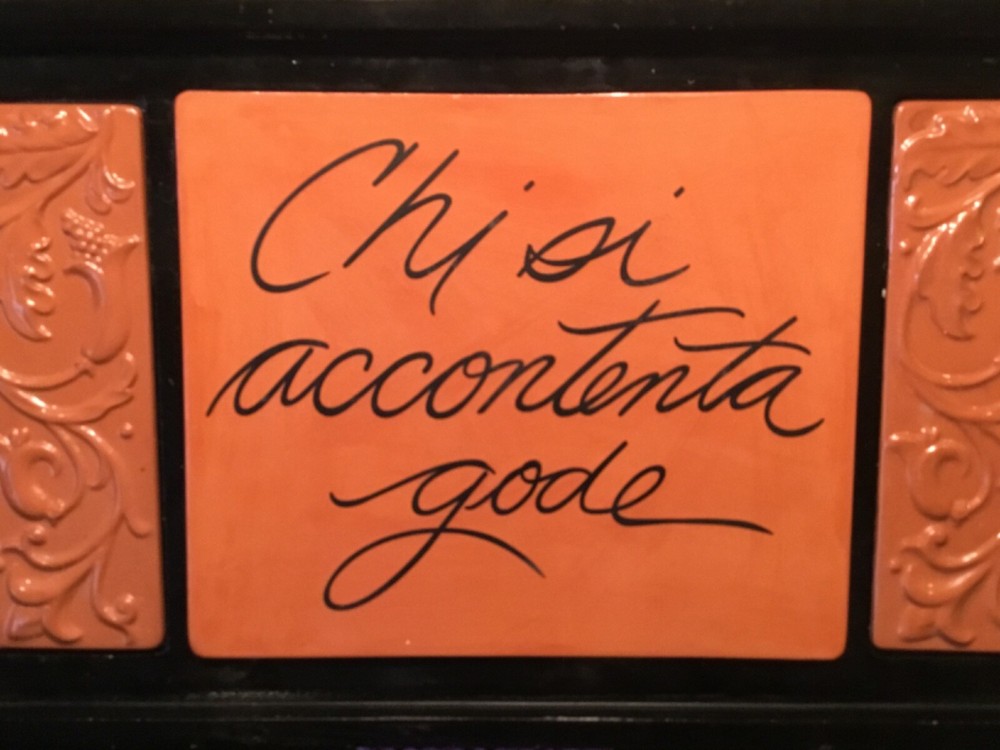 Chi si
accontenta
gode